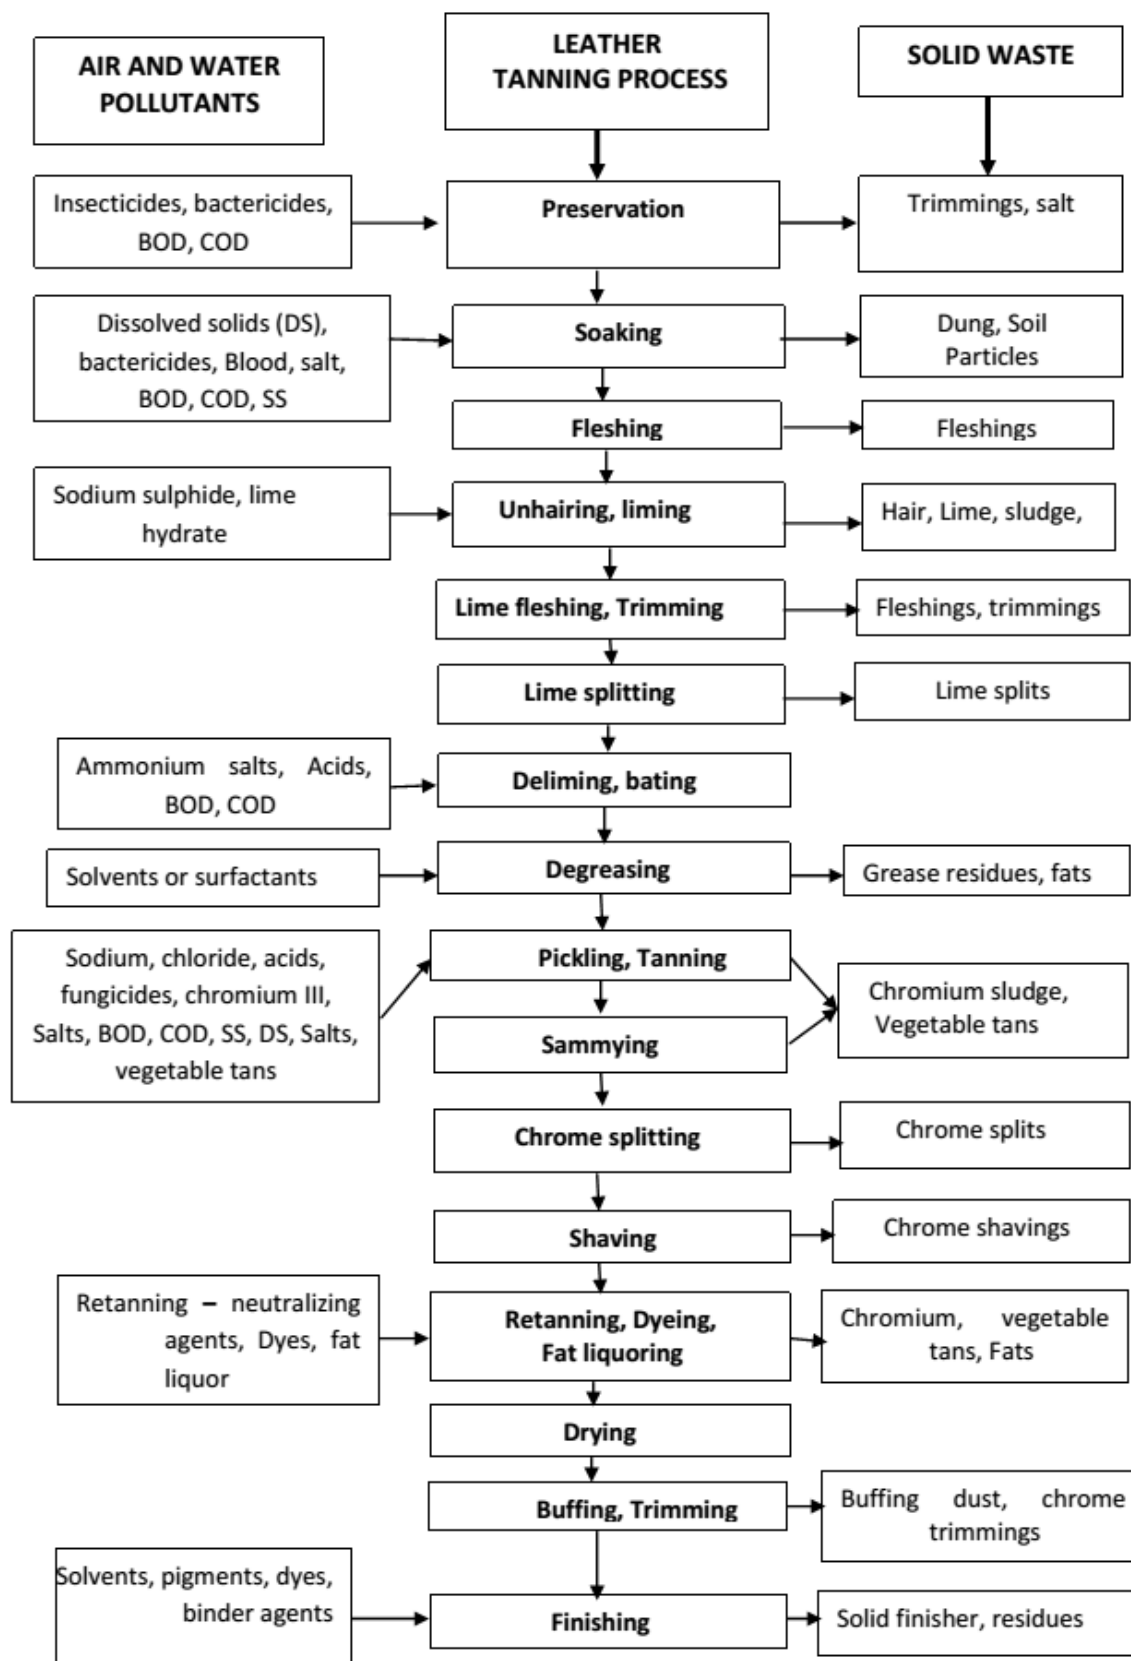 AIR AND WATER
POLLUTANTS
LEATHER
TANNING PROCESS
SOLID WASTE
Insecticides, bactericides,
BOD, COD
Preservation
Trimmings, salt
Dissolved solids (DS),
bactericides, Blood, salt,
BOD, COD, SS
Soaking
Dung, Soil
Particles
Fleshing
Fleshings
Sodium sulphide, lime
hydrate
Unhairing, liming
Hair, Lime, sludge,
Lime fleshing, Trimming
Fleshings, trimmings
Lime splitting
Lime splits
Ammonium salts, Acids,
BOD, COD
Deliming, bating
Solvents or surfactants
Degreasing
Grease residues, fats
Sodium, chloride, acids,
fungicides, chromium III,
Salts, BOD, COD, SS, DS, Salts,
vegetable tans
Pickling, Tanning
Chromium sludge,
Vegetable tans
Sammying
Chrome splitting
Chrome splits
Shaving
Chrome shavings
Retanning – neutralizing
agents, Dyes, fat
liquor
Retanning, Dyeing,
Fat liquoring
Chromium, vegetable
tans, Fats
Drying
Buffing, Trimming
Buffing dust, chrome
trimmings
Solvents, pigments, dyes,
binder agents
Finishing
Solid finisher, residues